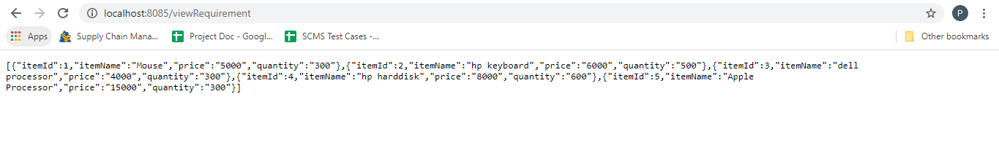 localhost:8085/viewRequirement
P
Apps
Supply Chain Mana...
Project Doc - Googl...
SCMS Test Cases -...
Other bookmarks
[{"itemId":1,"itemName":"Mouse","price":"5000","quantity":"300"},{"itemId":2,"itemName":"hp keyboard","price":"6000","quantity":"500"},{"itemId":3,"itemName":"dell
processor","price":"4000","quantity":"300"},{"itemId":4,"itemName":"hp harddisk","price":"8000","quantity":"600"},{"itemId":5,"itemName":"Apple
Processor","price":"15000","quantity":"300"}]